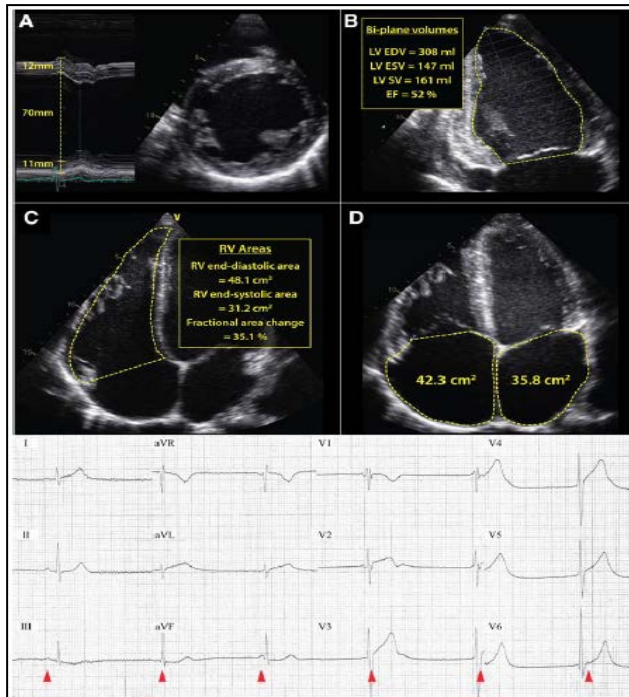 A
12mm
70mm
11mm
B
Bi-plane volumes
LV EDV = 308 ml
LV ESV = 147 ml
LV SV = 161 ml
EF = 52 %
C
V
RV Areas
RV end-diastolic area
= 48.1 cm²
RV end-systolic area
= 31.2 cm²
Fractional area change
= 35.1 %
D
42.3 cm²
35.8 cm²
I aVR V1 V4
II aVL V2 V5
III aVF V3 V6